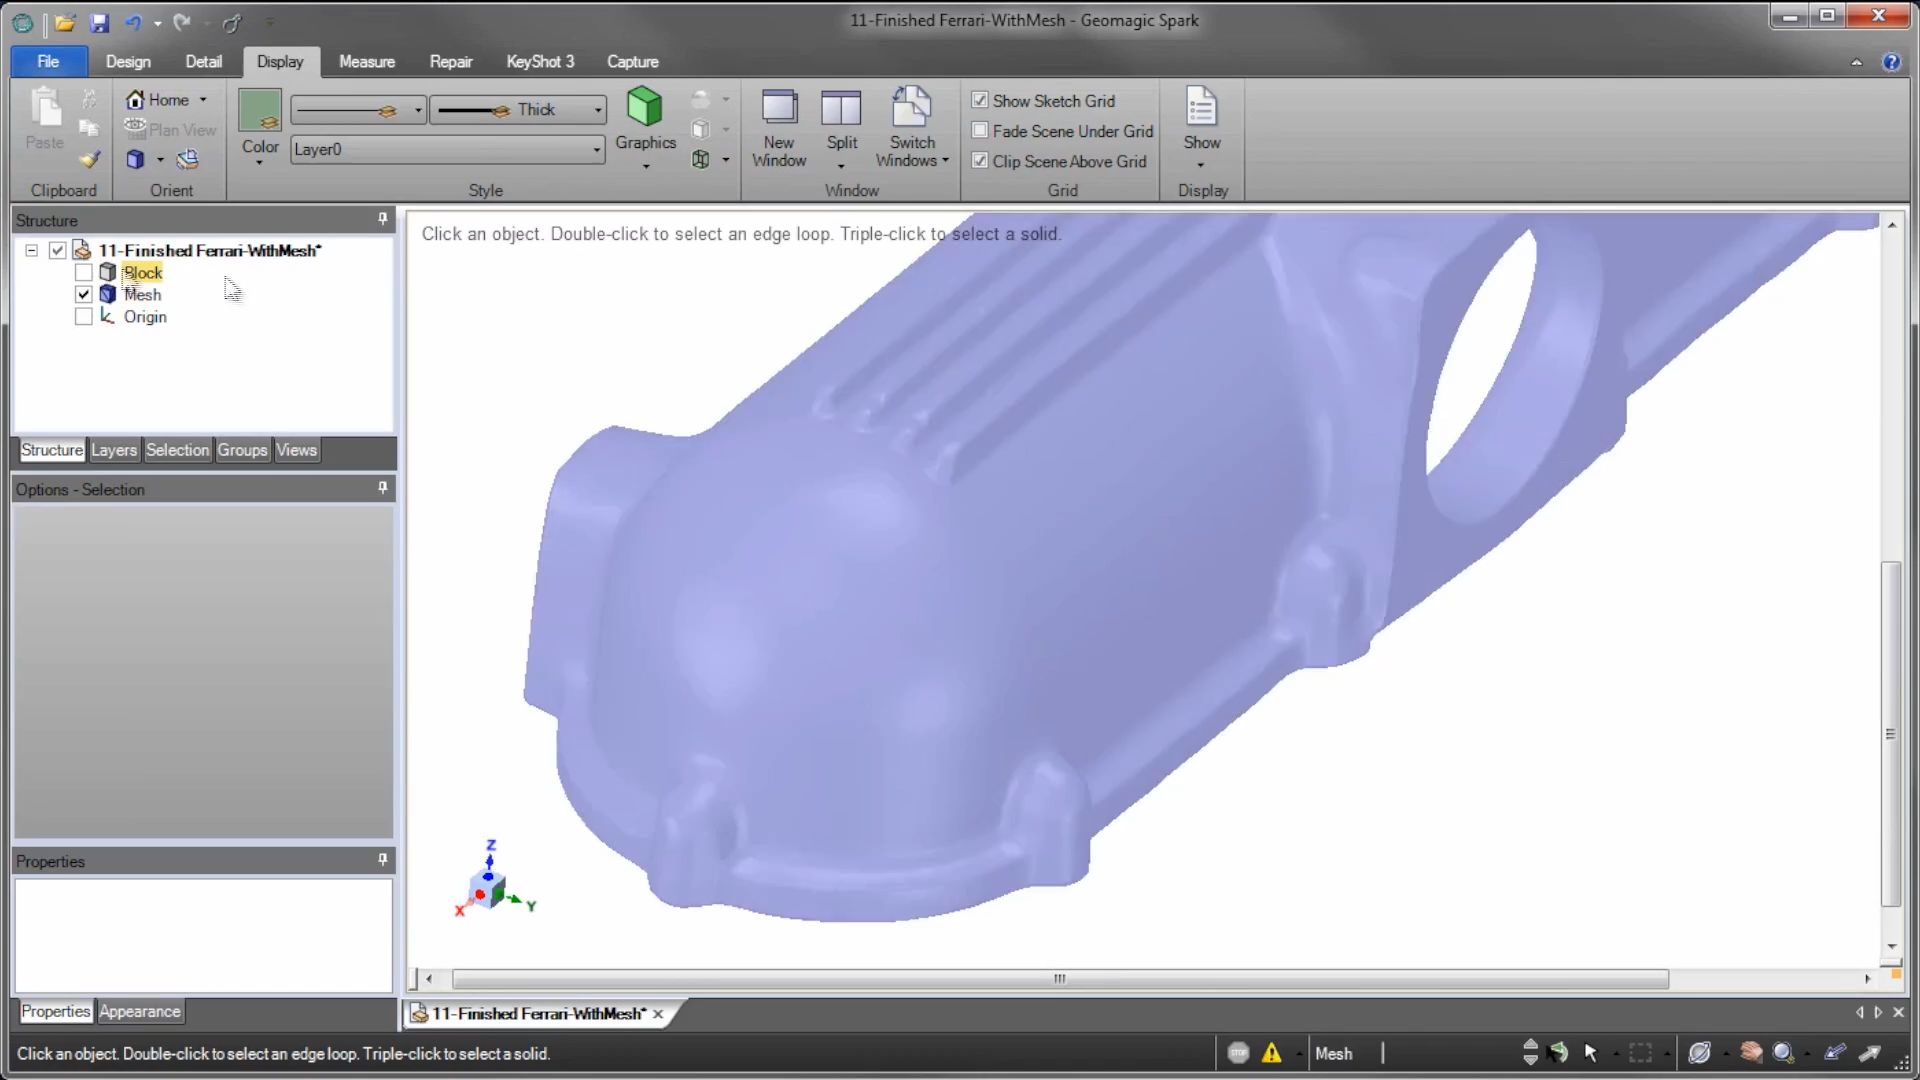 11-Finished Ferrari-WithMesh - Geomagic Spark
File Design Detail Display Measure Repair KeyShot 3 Capture
Paste
Clipboard
Home
Plan View
Orient
Color
Thick
Layer0
Graphics
Style
New Window
Split
Switch Windows
Window
Show Sketch Grid
Fade Scene Under Grid
Clip Scene Above Grid
Grid
Show
Display
Structure
11-Finished Ferrari-WithMesh*
Block
Mesh
Origin
Structure Layers Selection Groups Views
Options - Selection
Properties
Properties Appearance
Click an object. Double-click to select an edge loop. Triple-click to select a solid.
Z
X
Y
11-Finished Ferrari-WithMesh*
Click an object. Double-click to select an edge loop. Triple-click to select a solid.
STOP
Mesh